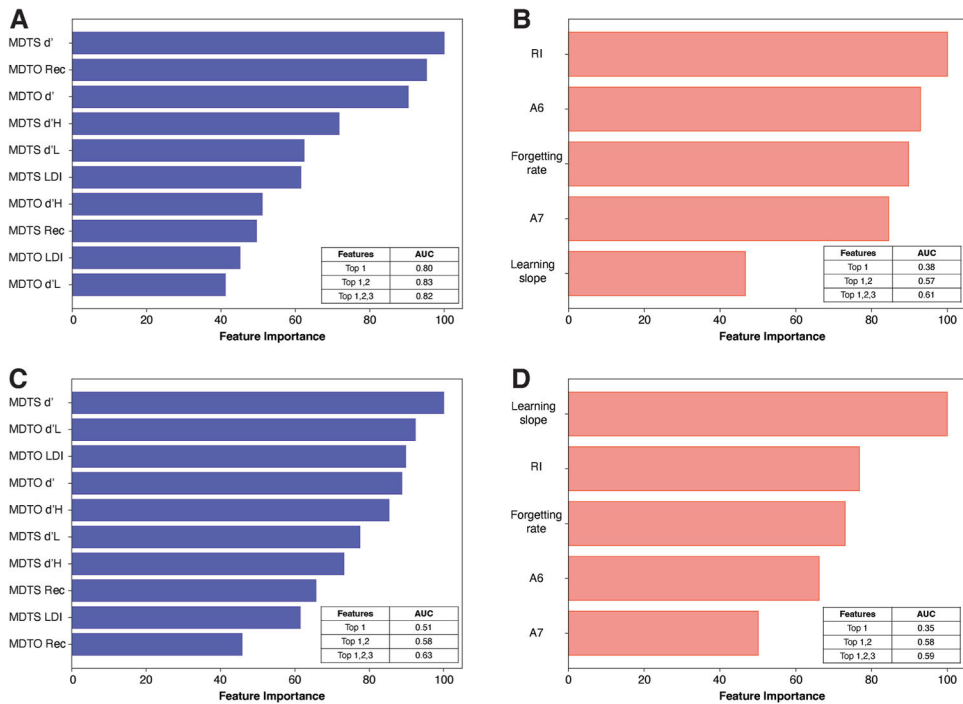 A
MDTS d'
MDTO Rec
MDTO d'
MDTS d'H
MDTS d'L
MDTS LDI
MDTO d'H
MDTS Rec
MDTO LDI
MDTO d'L
Features AUC
Top 1 0.80
Top 1,2 0.83
Top 1,2,3 0.82
0 20 40 60 80 100
Feature Importance
B
RI
A6
Forgetting
rate
A7
Learning
slope
Features AUC
Top 1 0.38
Top 1,2 0.57
Top 1,2,3 0.61
0 20 40 60 80 100
Feature Importance
C
MDTS d'
MDTO d'L
MDTO LDI
MDTO d'
MDTO d'H
MDTS d'L
MDTS d'H
MDTS Rec
MDTS LDI
MDTO Rec
Features AUC
Top 1 0.51
Top 1,2 0.58
Top 1,2,3 0.63
0 20 40 60 80 100
Feature Importance
D
Learning
slope
RI
Forgetting
rate
A6
A7
Features AUC
Top 1 0.35
Top 1,2 0.58
Top 1,2,3 0.59
0 20 40 60 80 100
Feature Importance